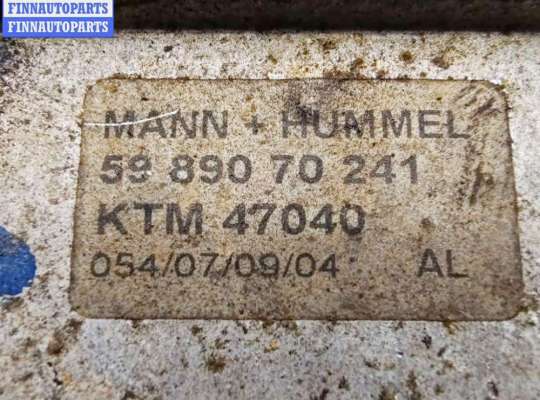 FINNAUTOPARTS
FINNAUTOPARTS
MANN + HUMMEL
59 890 70 241
KTM 47040
054/07/09/04 AL